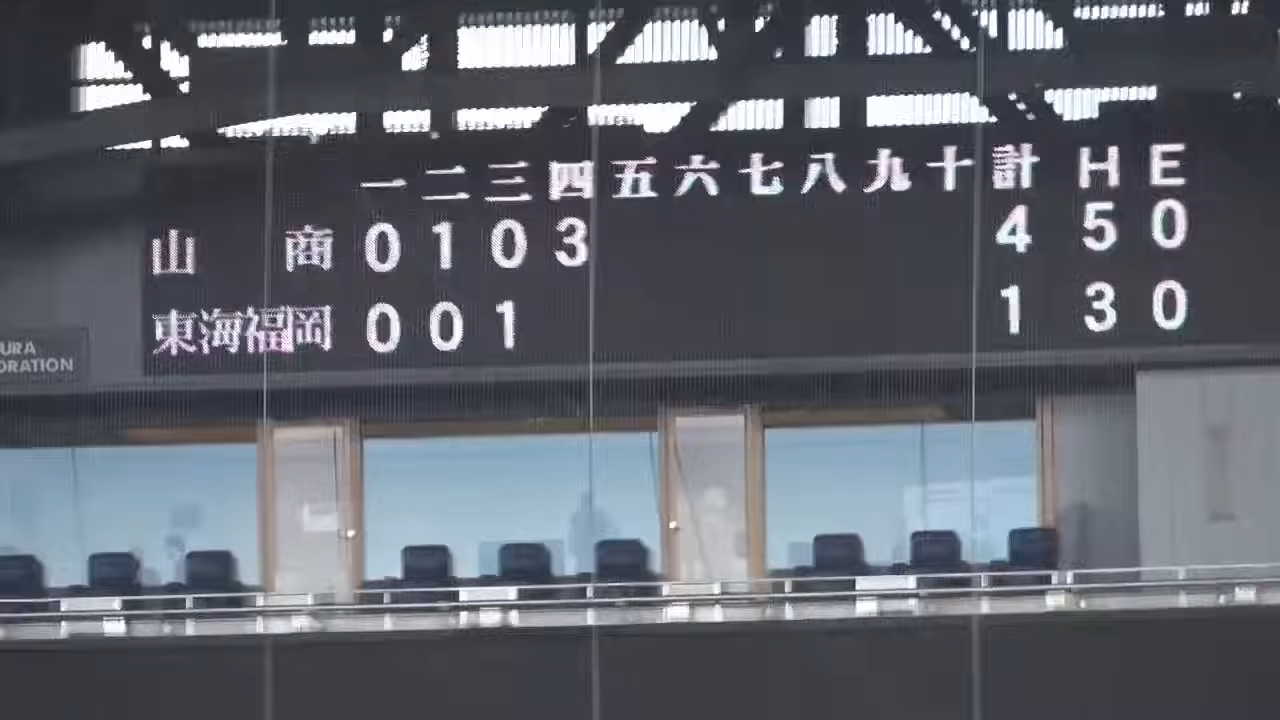 一 二 三 四 五 六 七 八 九 十 計 H E
山 商 0 1 0 3 4 5 0
東海福岡 0 0 1 1 3 0
URA
ORATION